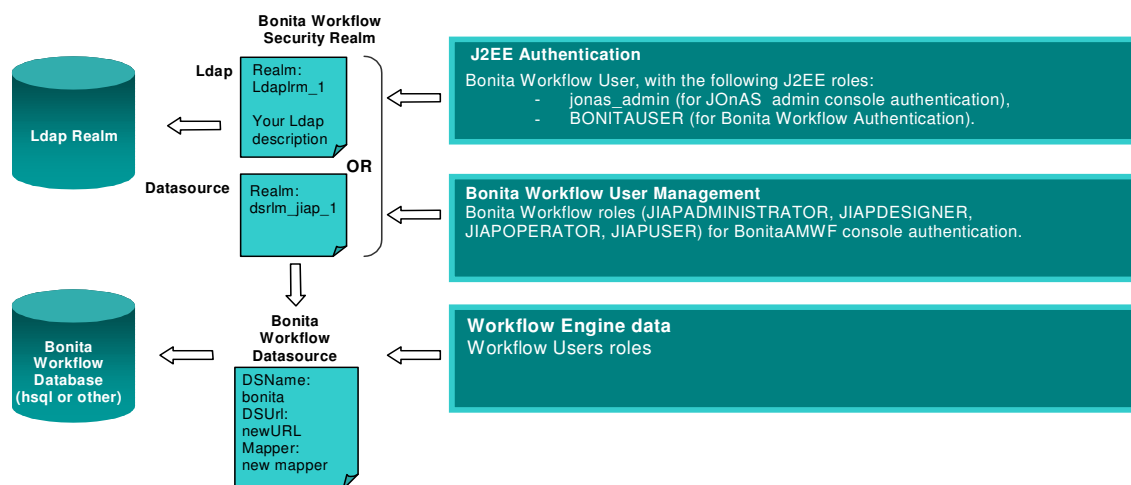 Bonita Workflow
Security Realm
Ldap
Realm:
Ldaplrm_1
Your Ldap
description
Ldap Realm
OR
Datasource
Realm:
dsrlm_jiap_1
J2EE Authentication
Bonita Workflow User, with the following J2EE roles:
- jonas_admin (for JOnAS admin console authentication),
- BONITAUSER (for Bonita Workflow Authentication).
Bonita Workflow User Management
Bonita Workflow roles (JIAPADMINISTRATOR, JIAPDESIGNER,
JIAPOPERATOR, JIAPUSER) for BonitaAMWF console authentication.
Bonita
Workflow
Database
(hsql or other)
Bonita
Workflow
Datasource
DSName:
bonita
DSUrl:
newURL
Mapper:
new mapper
Workflow Engine data
Workflow Users roles